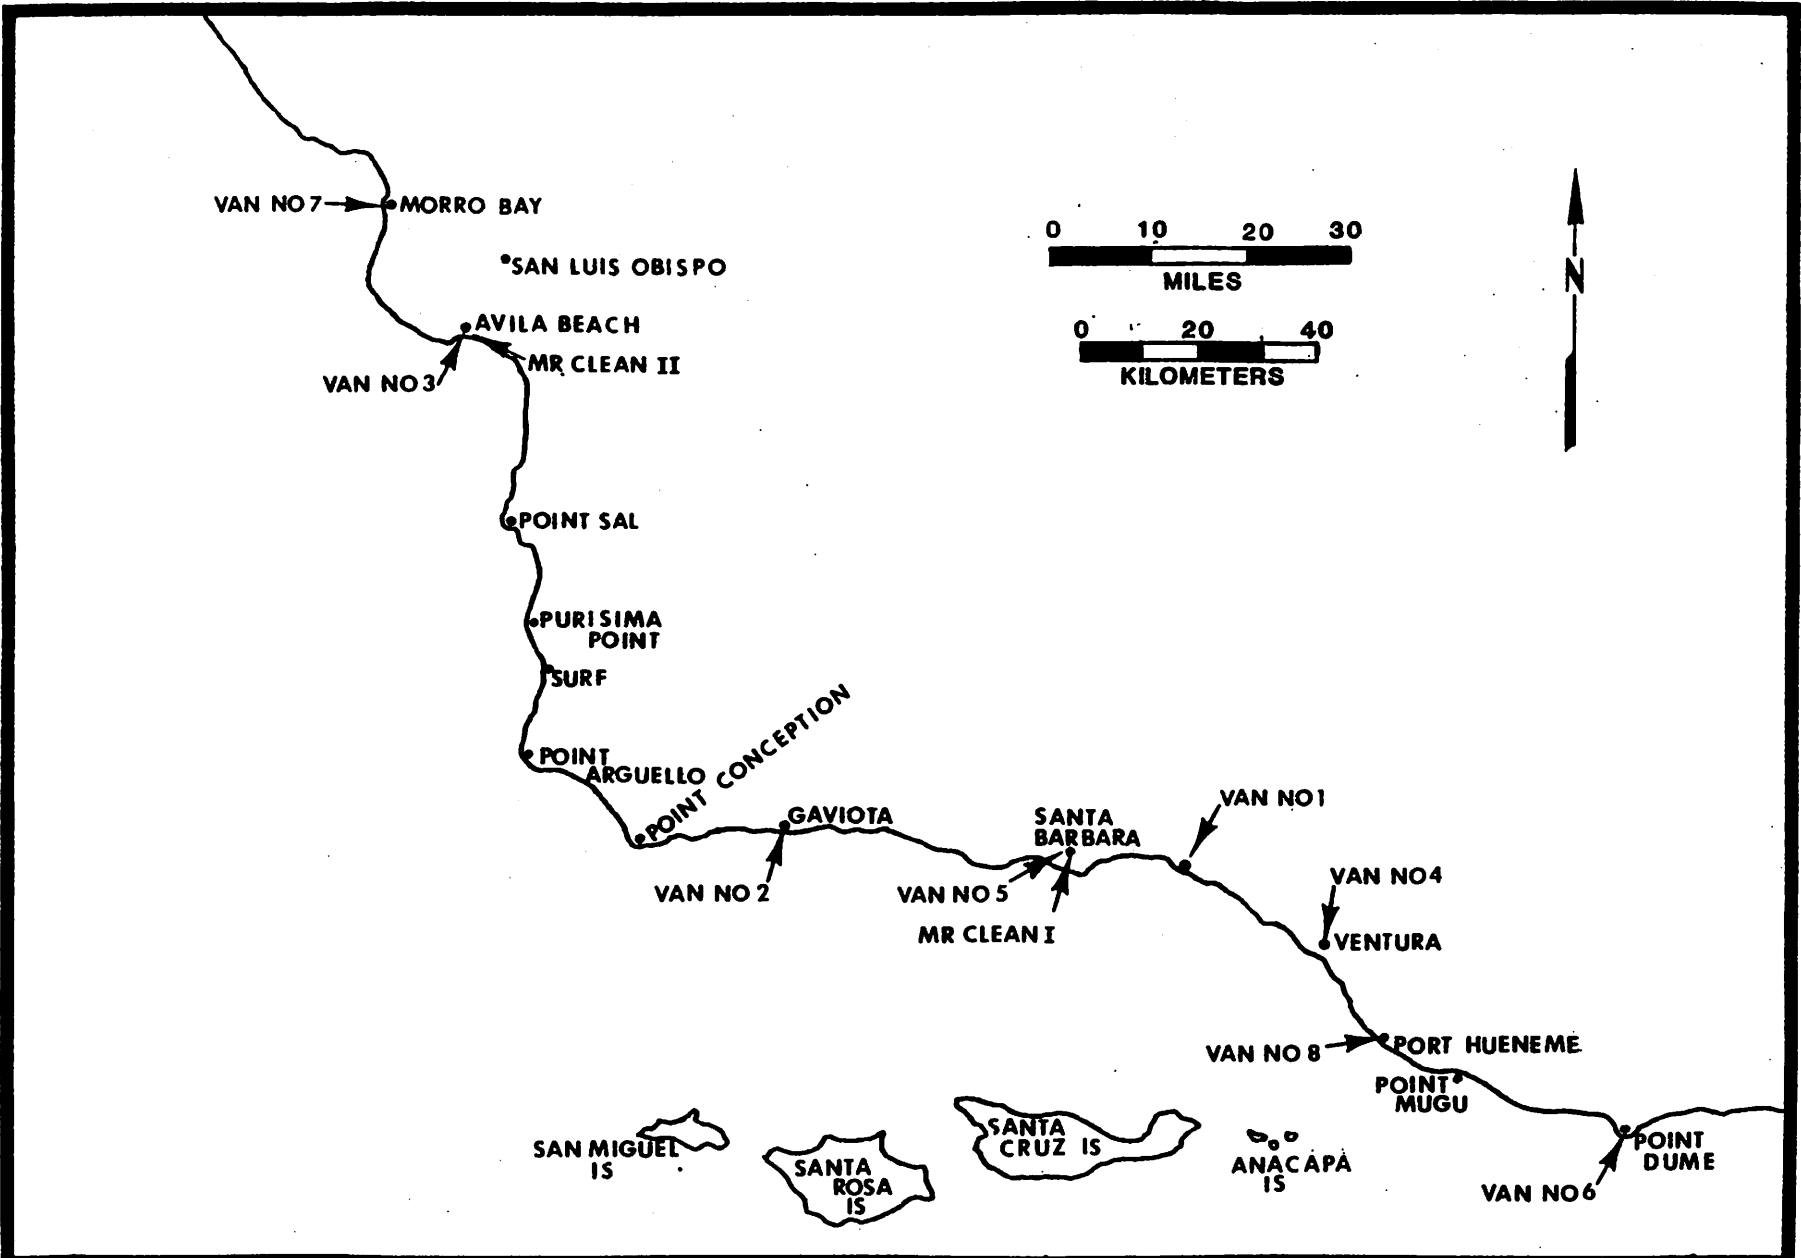 VAN NO 7
MORRO BAY
SAN LUIS OBISPO
AVILA BEACH
MR CLEAN II
VAN NO 3
0 10 20 30
MILES
0 20 40
KILOMETERS
N
POINT SAL
PURISIMA
POINT
SURF
POINT
ARGUELLO
POINT CONCEPTION
GAVIOTA
VAN NO 2
SANTA
BARBARA
VAN NO 5
MR CLEAN I
VAN NO 1
VAN NO 4
VENTURA
VAN NO 8
PORT HUENEME
POINT
MUGU
SAN MIGUEL
IS
SANTA
ROSA
IS
SANTA
CRUZ IS
ANACAPA
IS
POINT
DUME
VAN NO 6